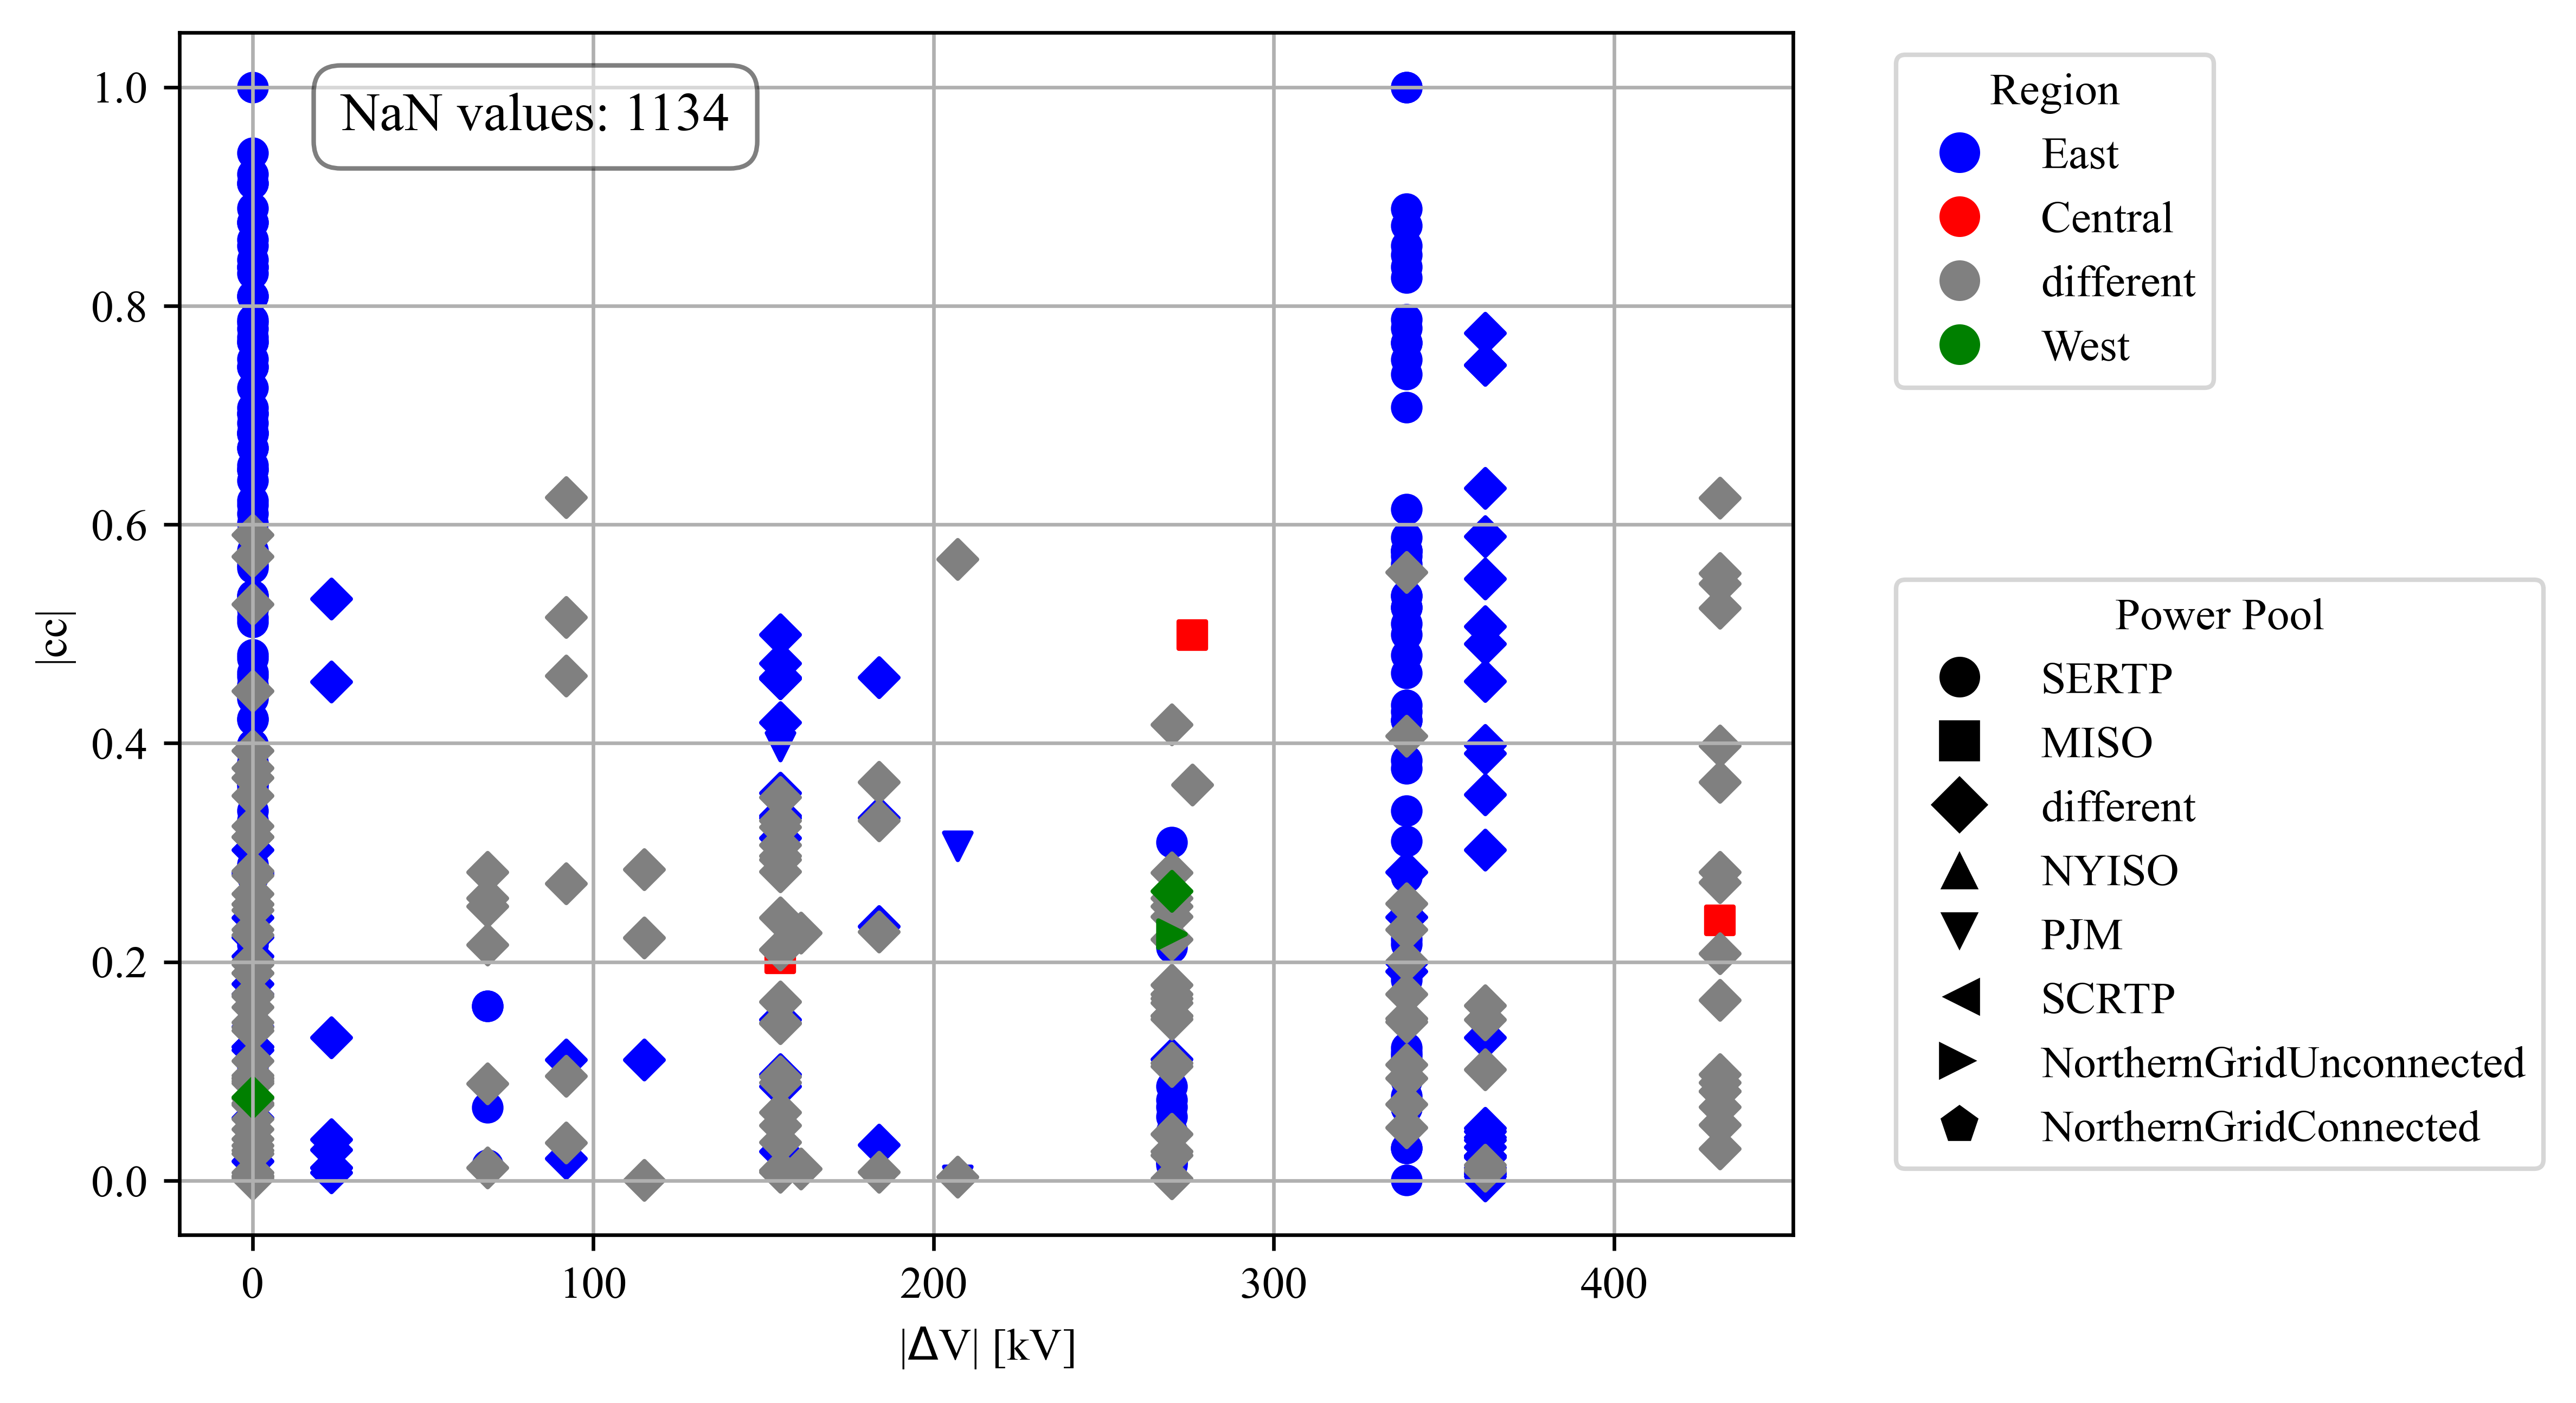 NaN values: 1134
1.0
0.8
0.6
0.4
0.2
0.0
|cc|
0
100
200
300
400
|ΔV| [kV]
Region
East
Central
different
West
Power Pool
SERTP
MISO
different
NYISO
PJM
SCRTP
NorthernGridUnconnected
NorthernGridConnected